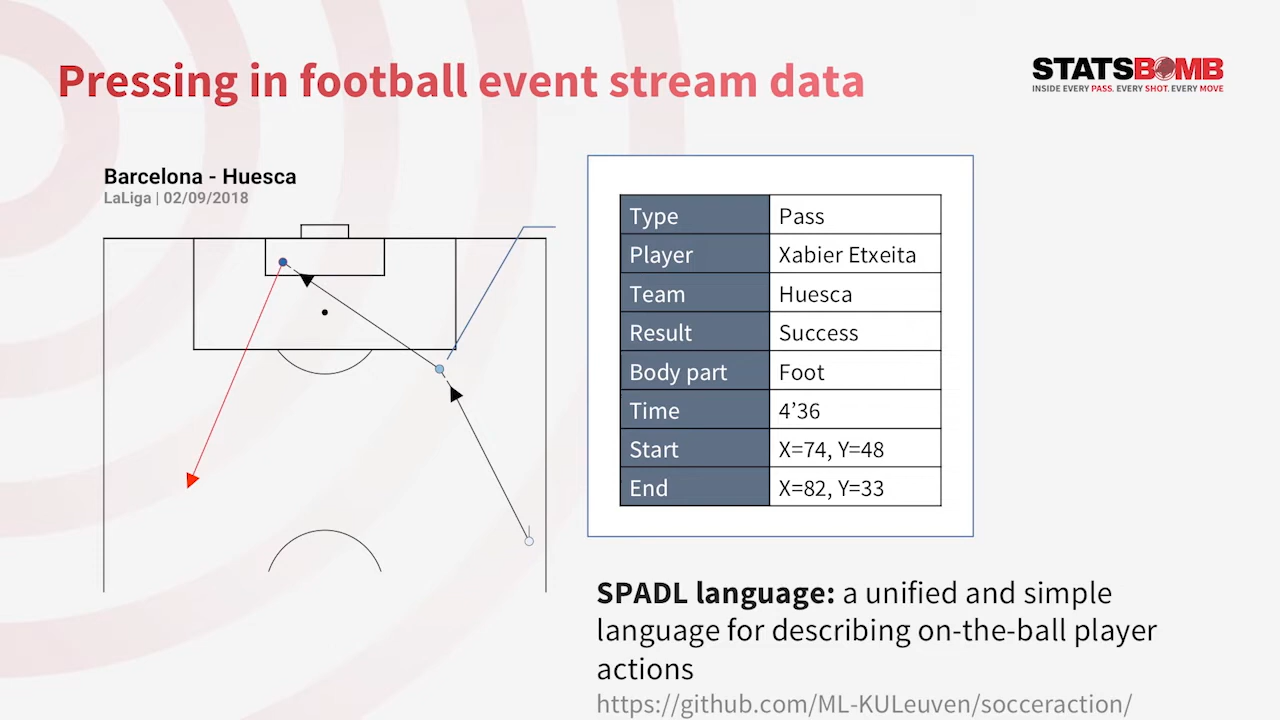 Pressing in football event stream data
STATSBOMB
INSIDE EVERY PASS. EVERY SHOT. EVERY MOVE
Barcelona - Huesca
LaLiga | 02/09/2018
Type Pass
Player Xabier Etxeita
Team Huesca
Result Success
Body part Foot
Time 4’36
Start X=74, Y=48
End X=82, Y=33
SPADL language: a unified and simple
language for describing on-the-ball player
actions
https://github.com/ML-KULeuven/socceraction/